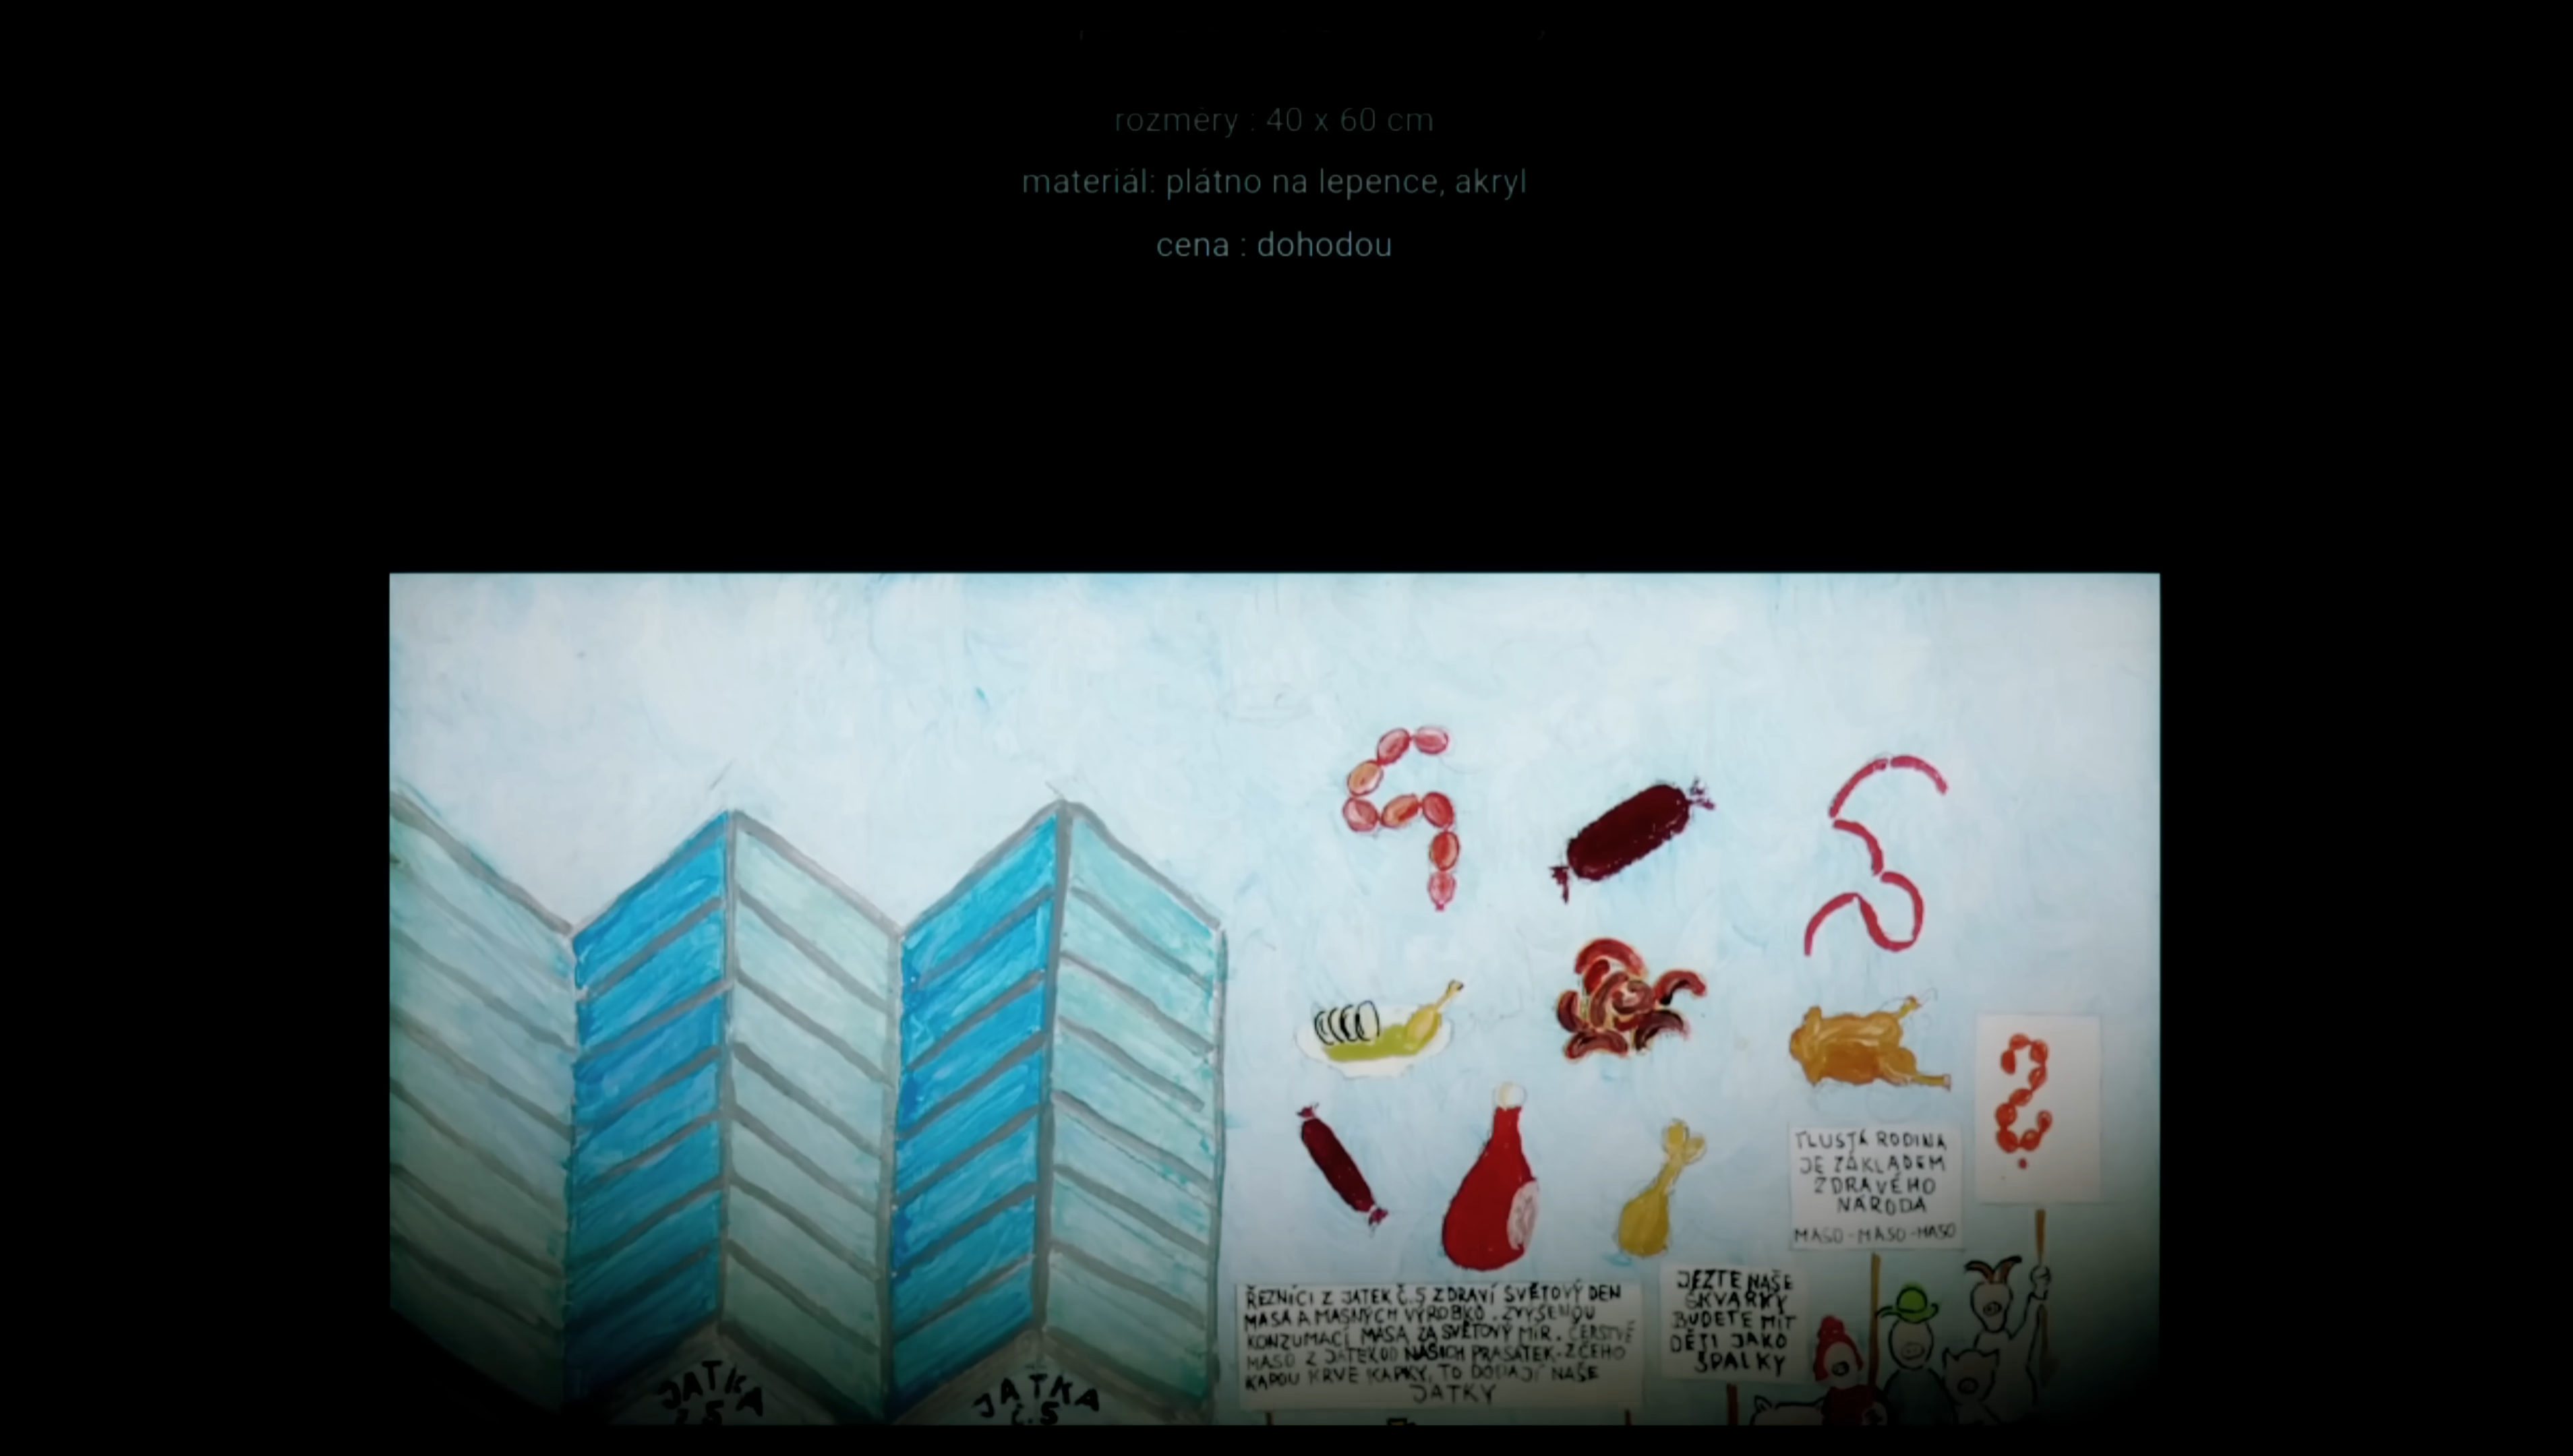 rozměry : 40 x 60 cm
materiál: plátno na lepence, akryl
cena : dohodou
TLUSTÁ RODINA
JE ZÁKLADEM
ZDRAVÉHO
NÁRODA
MASO - MASO - MASO
ŘEZNÍCI Z JATEK Č. 5 ZDRAVÍ SVĚTOVÝ DEN
MASA A MASNÝCH VÝROBKŮ. ZVÝŠENOU
KONZUMACÍ MASA ZA SVĚTOVÝ MÍR. ČERSTVÉ
MASO Z JATEK OD NAŠICH PRASÁTEK. Z ČEHO
KAPOU KRVE KAPKY, TO DODAJÍ NAŠE
JATKY
JEZTE NAŠE
ŠKVARKY
BUDETE MÍT
DĚTI JAKO
ŠPALKY
JATKA
č. 5
JATKA
č. 5